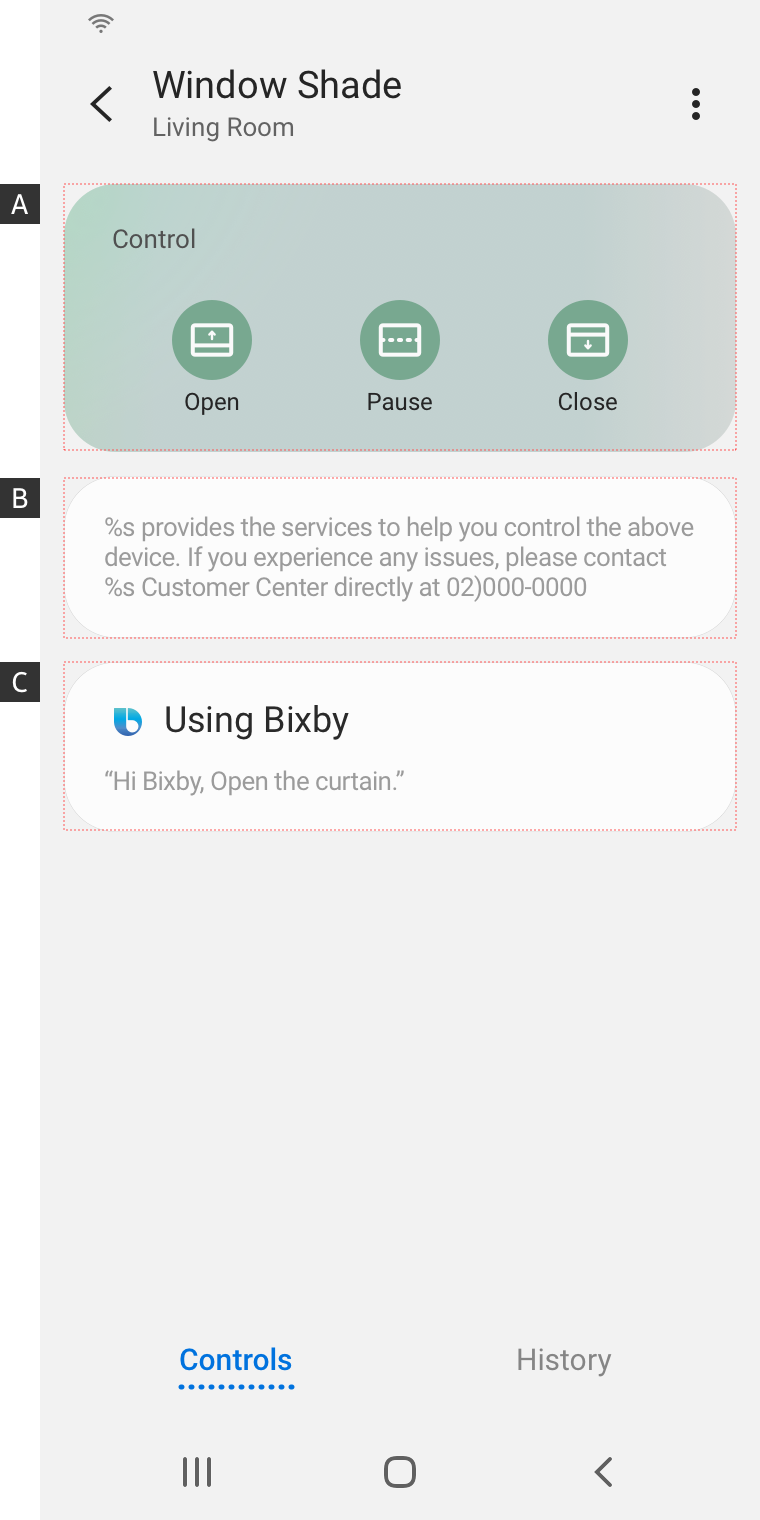 Window Shade
Living Room
A
Control
Open
Pause
Close
B
%s provides the services to help you control the above
device. If you experience any issues, please contact
%s Customer Center directly at 02)000-0000
C
Using Bixby
“Hi Bixby, Open the curtain.”
Controls
History